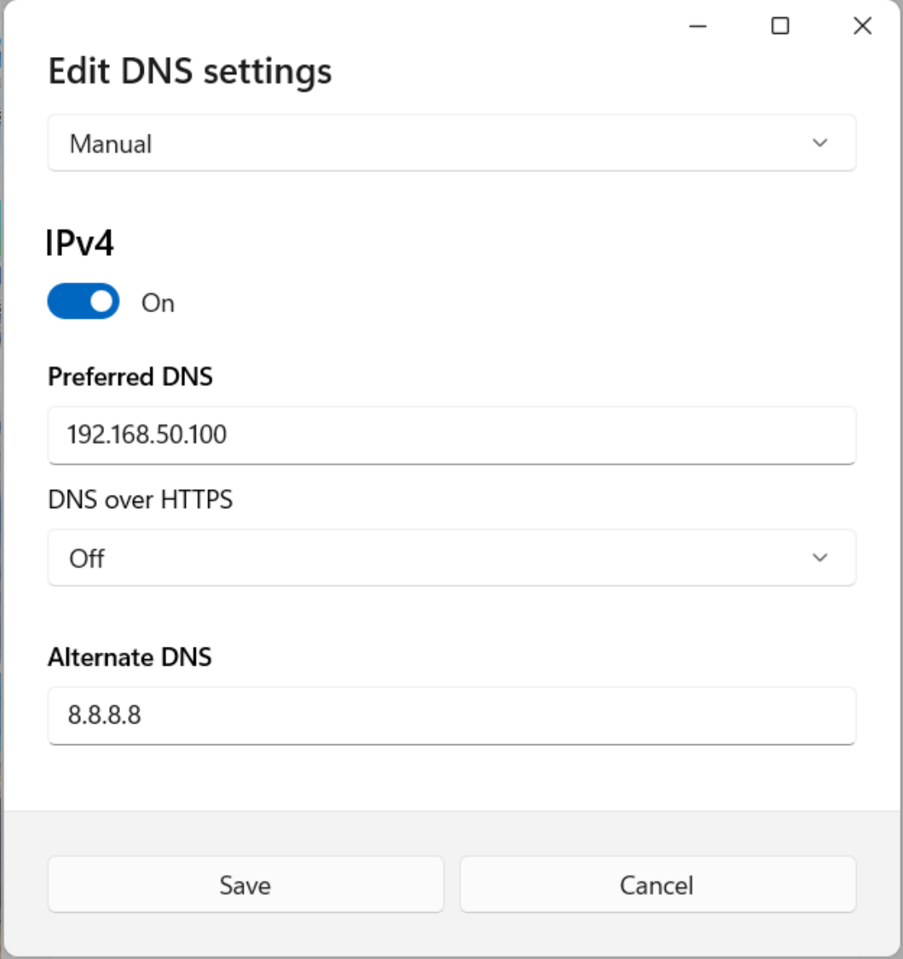 Edit DNS settings
Manual
IPv4
On
Preferred DNS
192.168.50.100
DNS over HTTPS
Off
Alternate DNS
8.8.8.8
Save Cancel